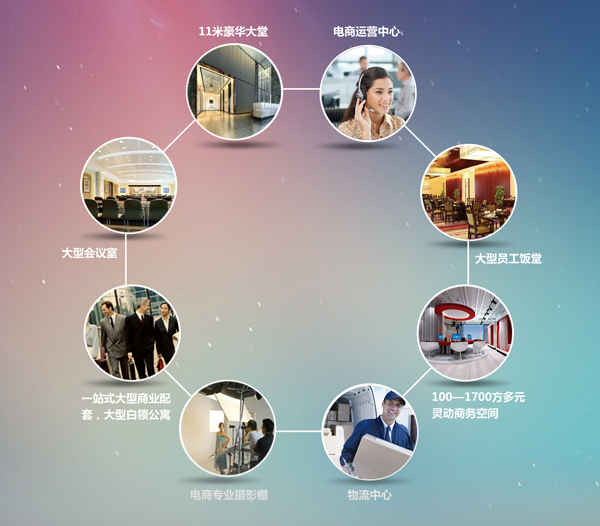 11米豪华大堂
电商运营中心
大型会议室
大型员工饭堂
一站式大型商业配
套，大型白领公寓
100—1700方多元
灵动商务空间
电商专业摄影棚
物流中心